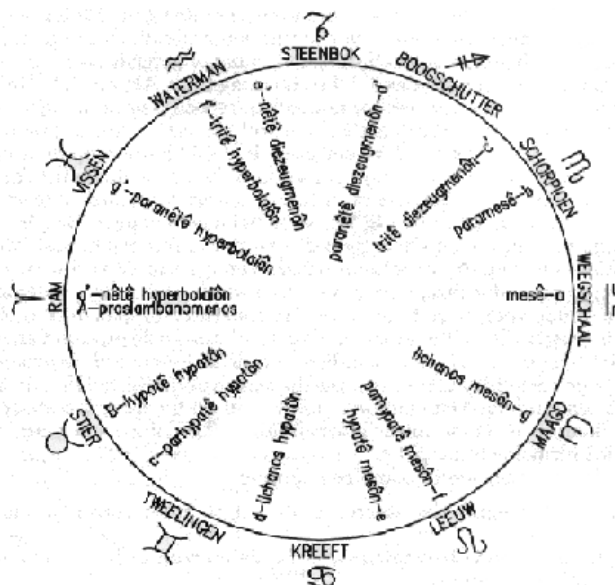 STEENBOK
BOOGSCHUTTER
SCHORPIOEN
WEEGSCHAAL
MAAGD
LEEUW
KREEFT
TWEELINGEN
STIER
RAM
VISSEN
WATERMAN
e'-nêtê diezeugmenôn
f'-tritê hyperbolaiôn
g'-paranêtê hyperbolaiôn
a'-nêtê hyperbolaiôn
A-proslambanomenos
B-hypatê hypatôn
c-parhypatê hypatôn
d-lichanos hypatôn
hypatê mesôn-e
parhypatê mesôn-f
lichanos mesôn-g
mesê-a
paramesê-b
tritê diezeugmenôn-c'
paranêtê diezeugmenôn-d'